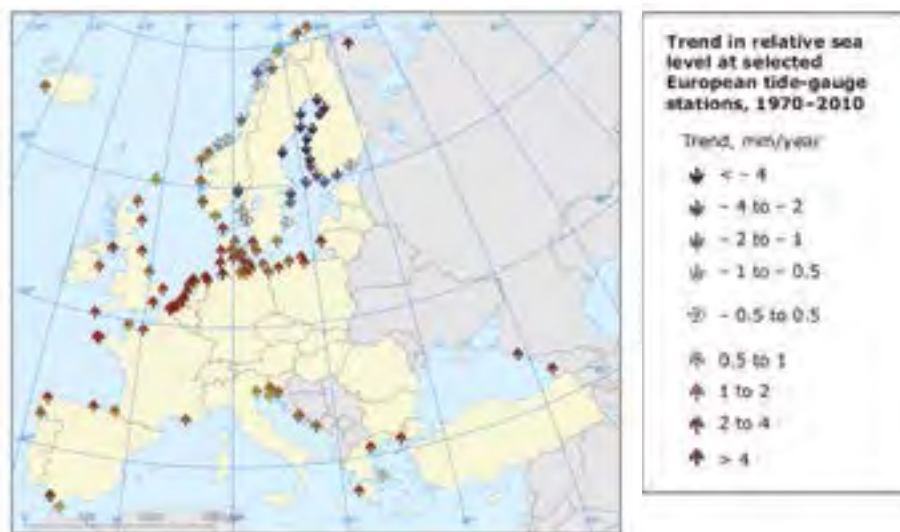 Trend in relative sea
level at selected
European tide-gauge
stations, 1970–2010
Trend, mm/year
< – 4
– 4 to – 2
– 2 to – 1
– 1 to – 0.5
– 0.5 to 0.5
0.5 to 1
1 to 2
2 to 4
> 4